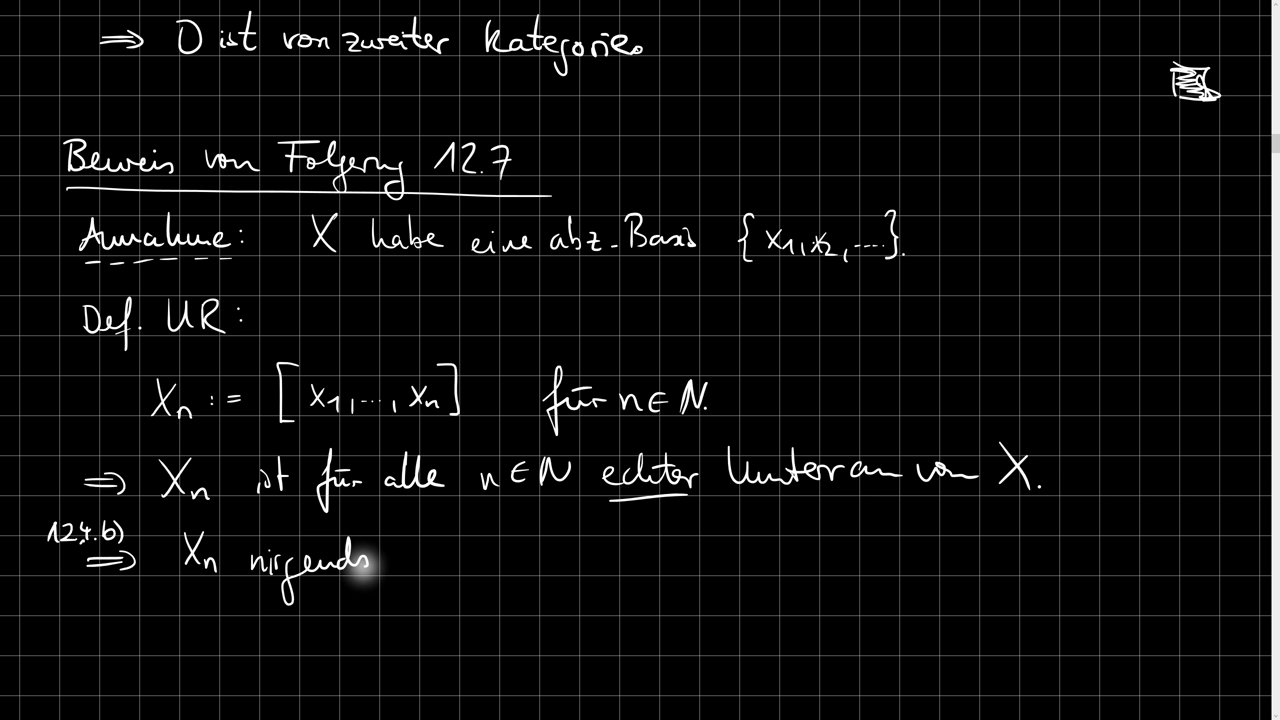 ⇒ O ist von zweiter Kategorie.
Beweis von Folgerung 12.7
Annahme: X habe eine abz. Basis {x₁, x₂, ...}.
Def. UR:
Xₙ := [x₁, ..., xₙ] für n ∈ ℕ.
⇒ Xₙ ist für alle n ∈ ℕ echter Unterraum von X.
12.4. b)
⇒ Xₙ nirgends